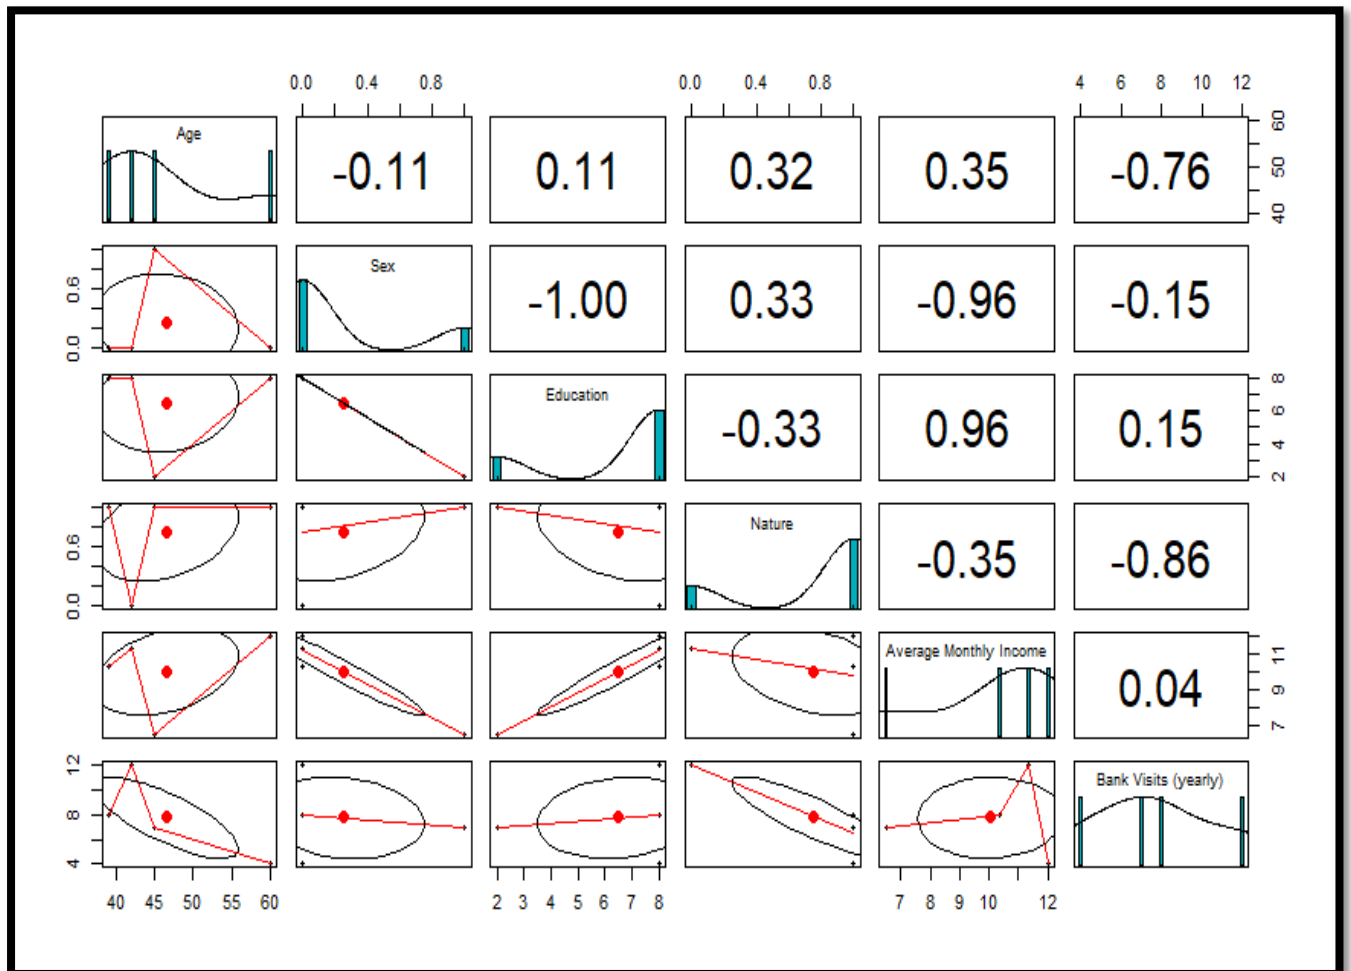 0.0 0.4 0.8 0.0 0.4 0.8 4 6 8 10 12
Age -0.11 0.11 0.32 0.35 -0.76 40 50 60
0.0 0.6 Sex -1.00 0.33 -0.96 -0.15
Education -0.33 0.96 0.15 2 4 6 8
0.0 0.6 Nature -0.35 -0.86
Average Monthly Income 0.04 7 9 11
4 8 12 Bank Visits (yearly)
40 45 50 55 60 2 3 4 5 6 7 8 7 8 9 10 12